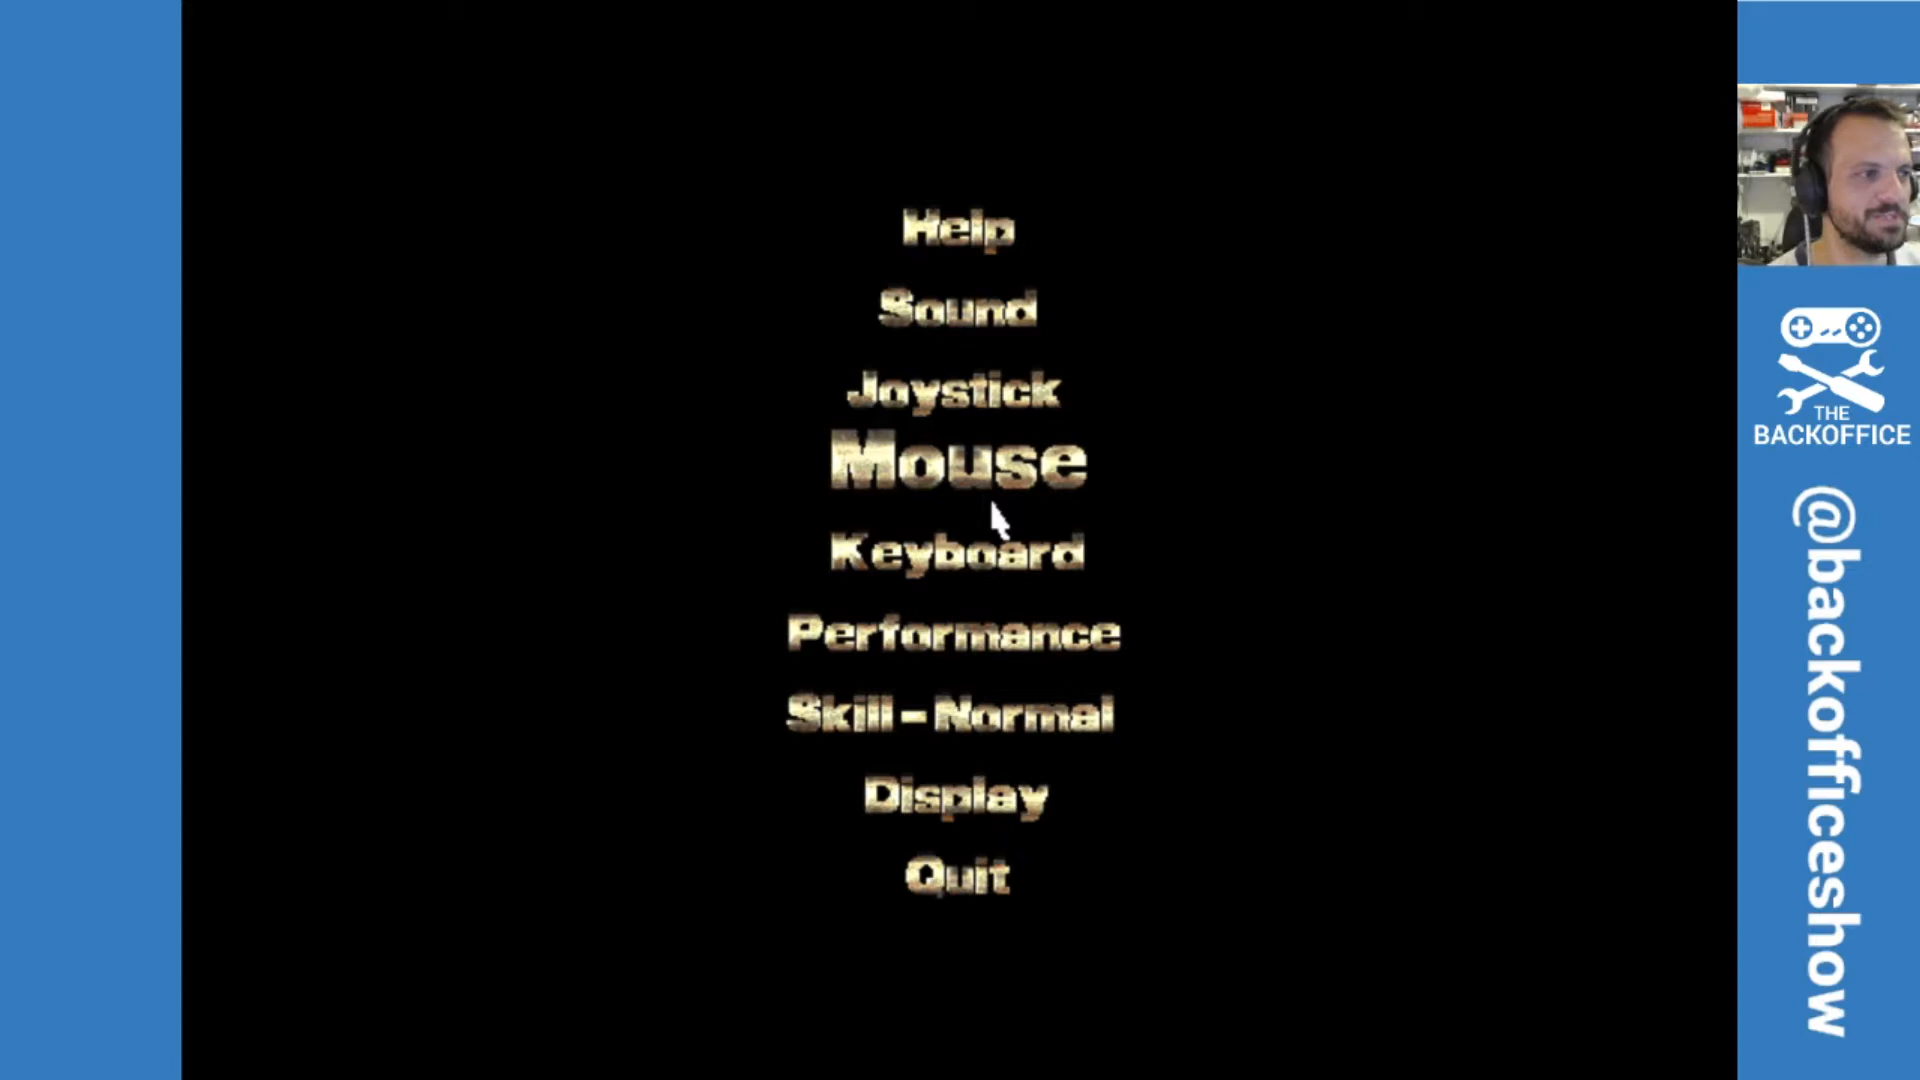 Help
Sound
Joystick
Mouse
Keyboard
Performance
Skill - Normal
Display
Quit
THE
BACKOFFICE
@backofficeshow